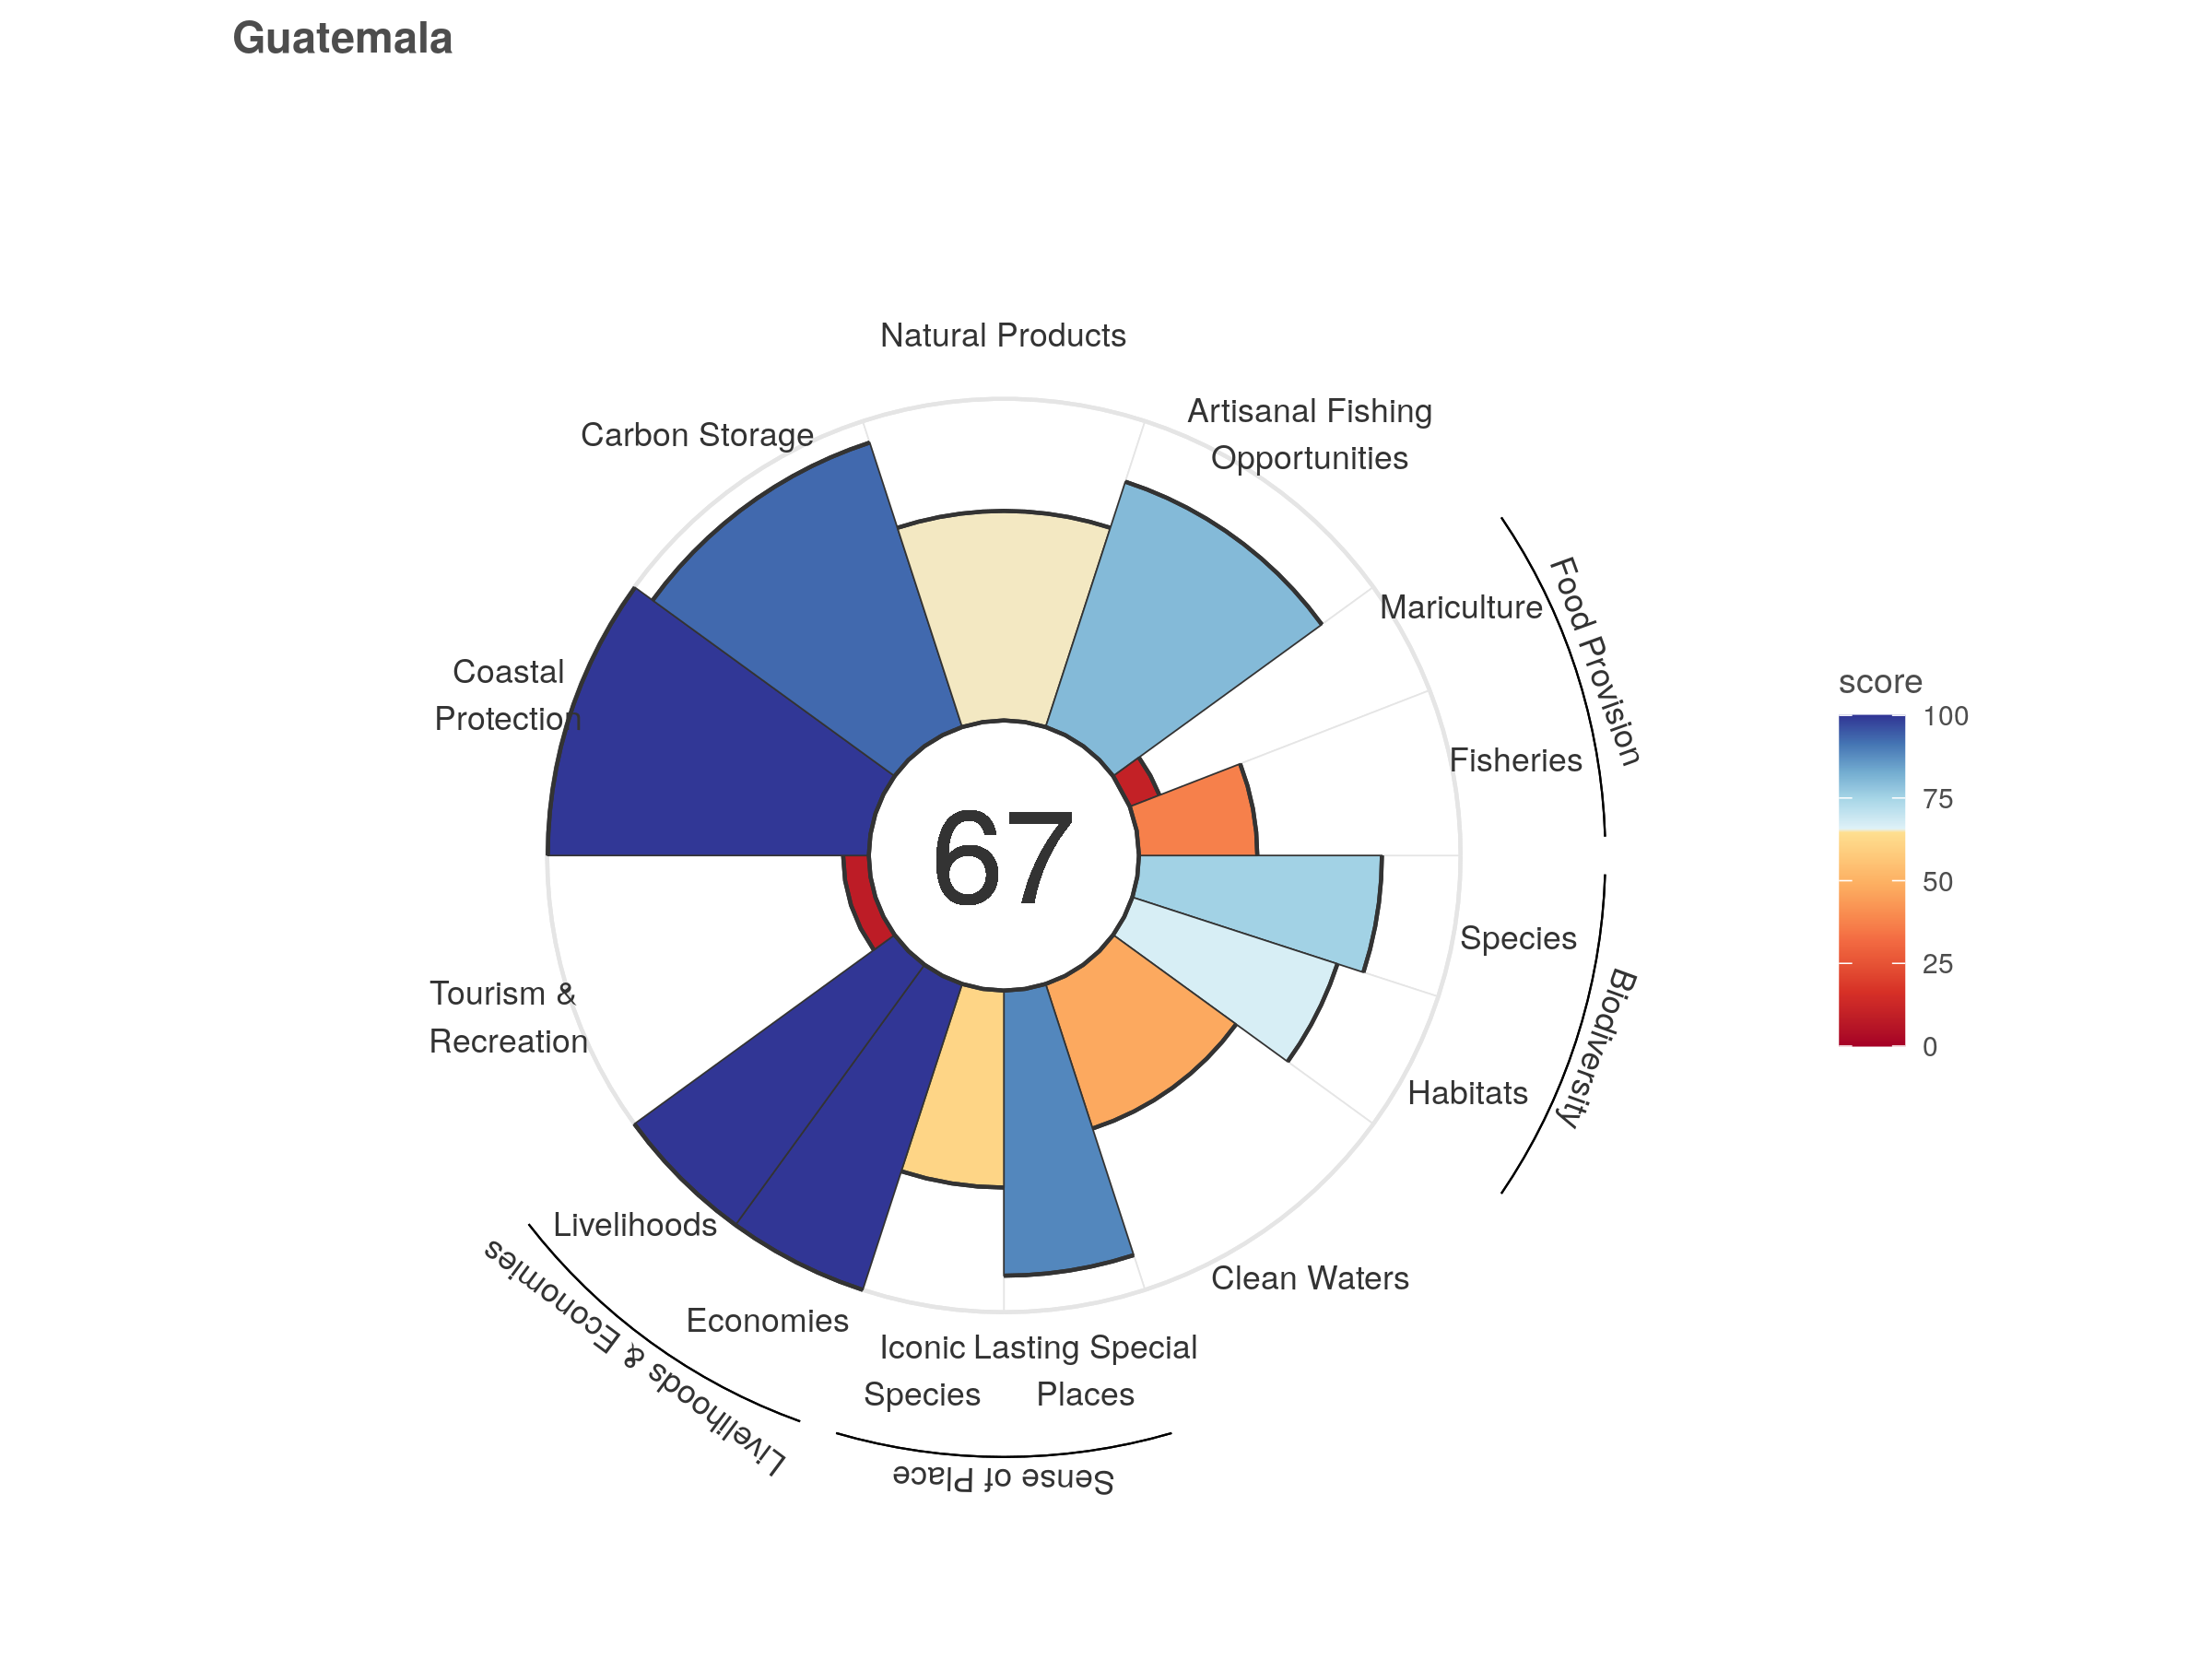 Guatemala
Natural Products
Artisanal Fishing
Opportunities
Carbon Storage
Mariculture
Food Provision
Coastal
Protection
Fisheries
67
Species
Biodiversity
Tourism &
Recreation
Habitats
Livelihoods
Clean Waters
Economies
Livelihoods & Economies
Iconic
Species
Lasting Special
Places
Sense of Place
score
100
75
50
25
0